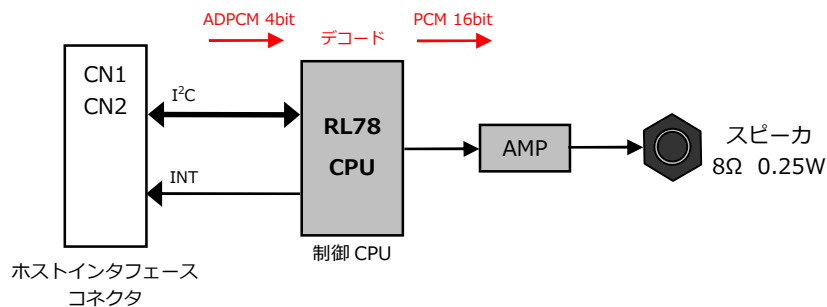 ADPCM 4bit
デコード
PCM 16bit
CN1
CN2
I²C
RL78
CPU
AMP
スピーカ
8Ω 0.25W
INT
制御 CPU
ホストインタフェース
コネクタ